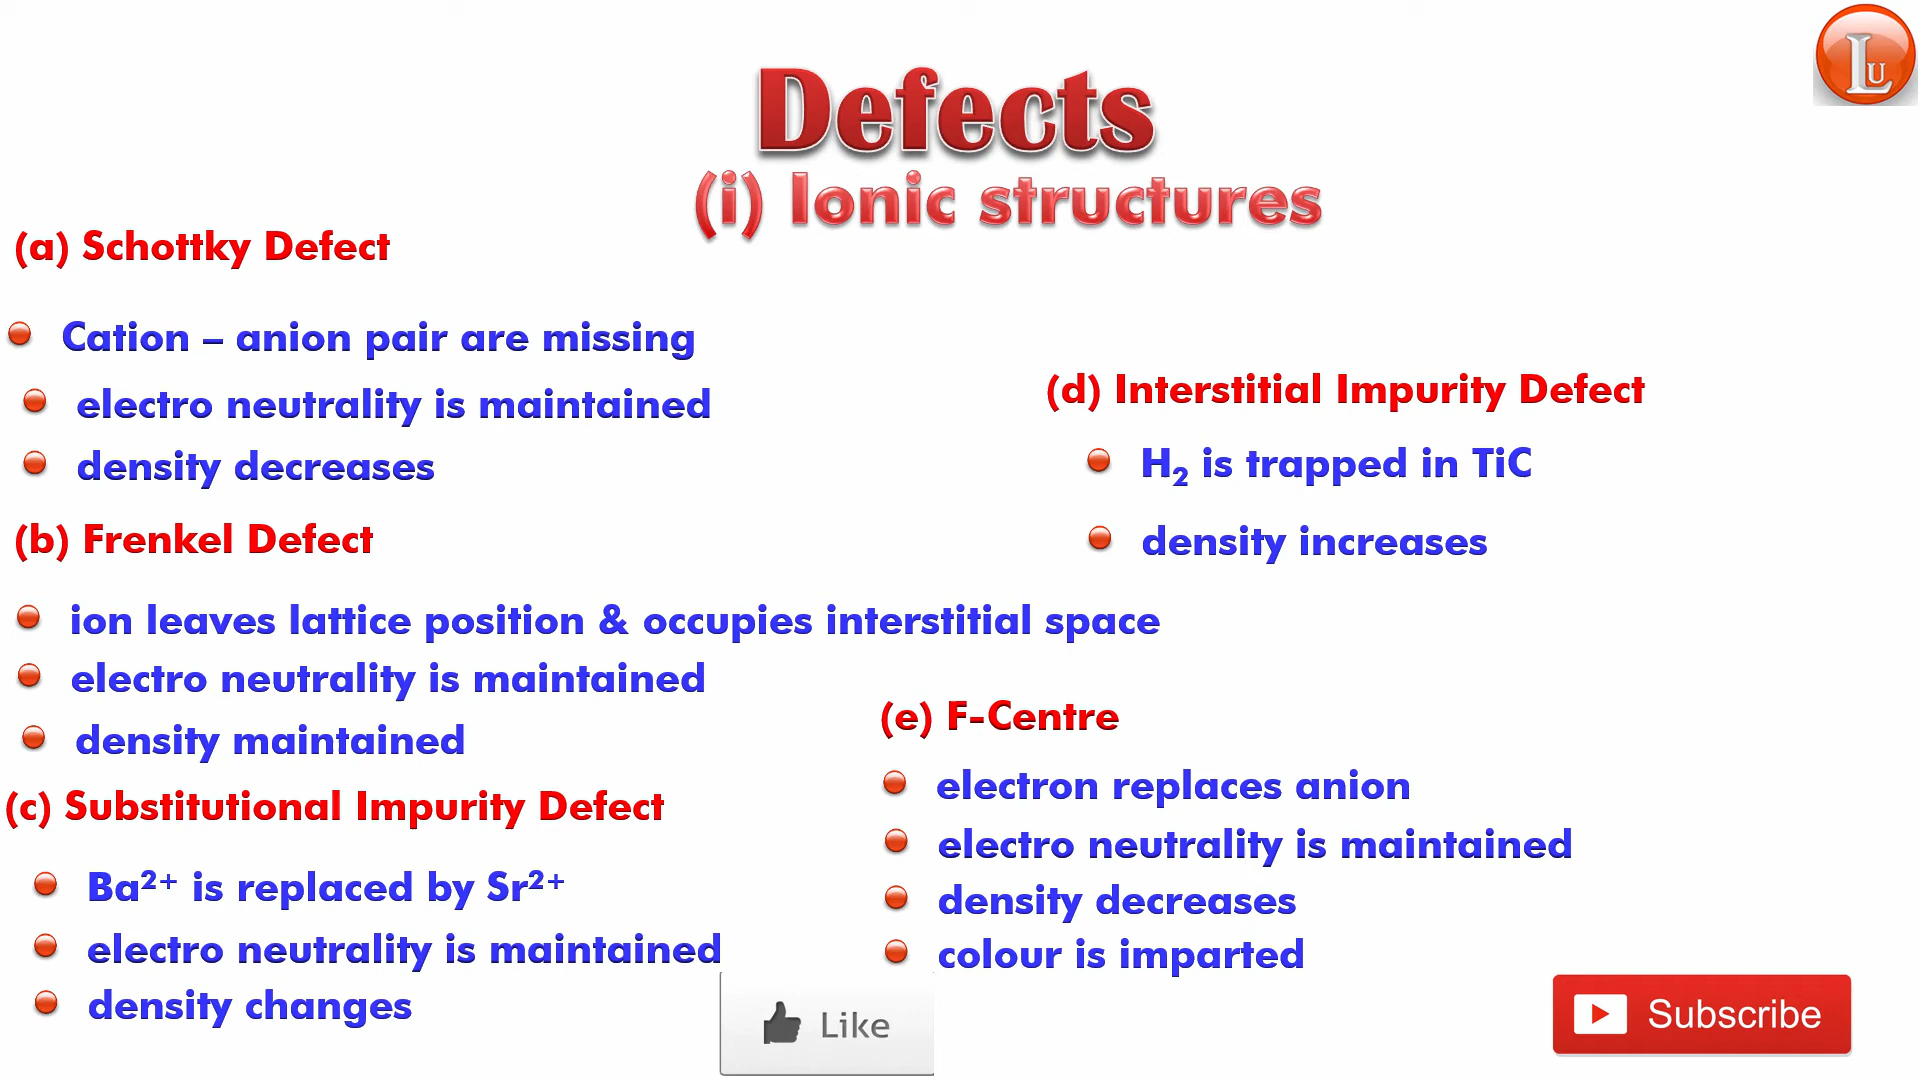 LU
Defects
(i) Ionic structures
(a) Schottky Defect
Cation – anion pair are missing
electro neutrality is maintained
density decreases
(b) Frenkel Defect
ion leaves lattice position & occupies interstitial space
electro neutrality is maintained
density maintained
(c) Substitutional Impurity Defect
Ba²⁺ is replaced by Sr²⁺
electro neutrality is maintained
density changes
(d) Interstitial Impurity Defect
H₂ is trapped in TiC
density increases
(e) F-Centre
electron replaces anion
electro neutrality is maintained
density decreases
colour is imparted
Like
Subscribe